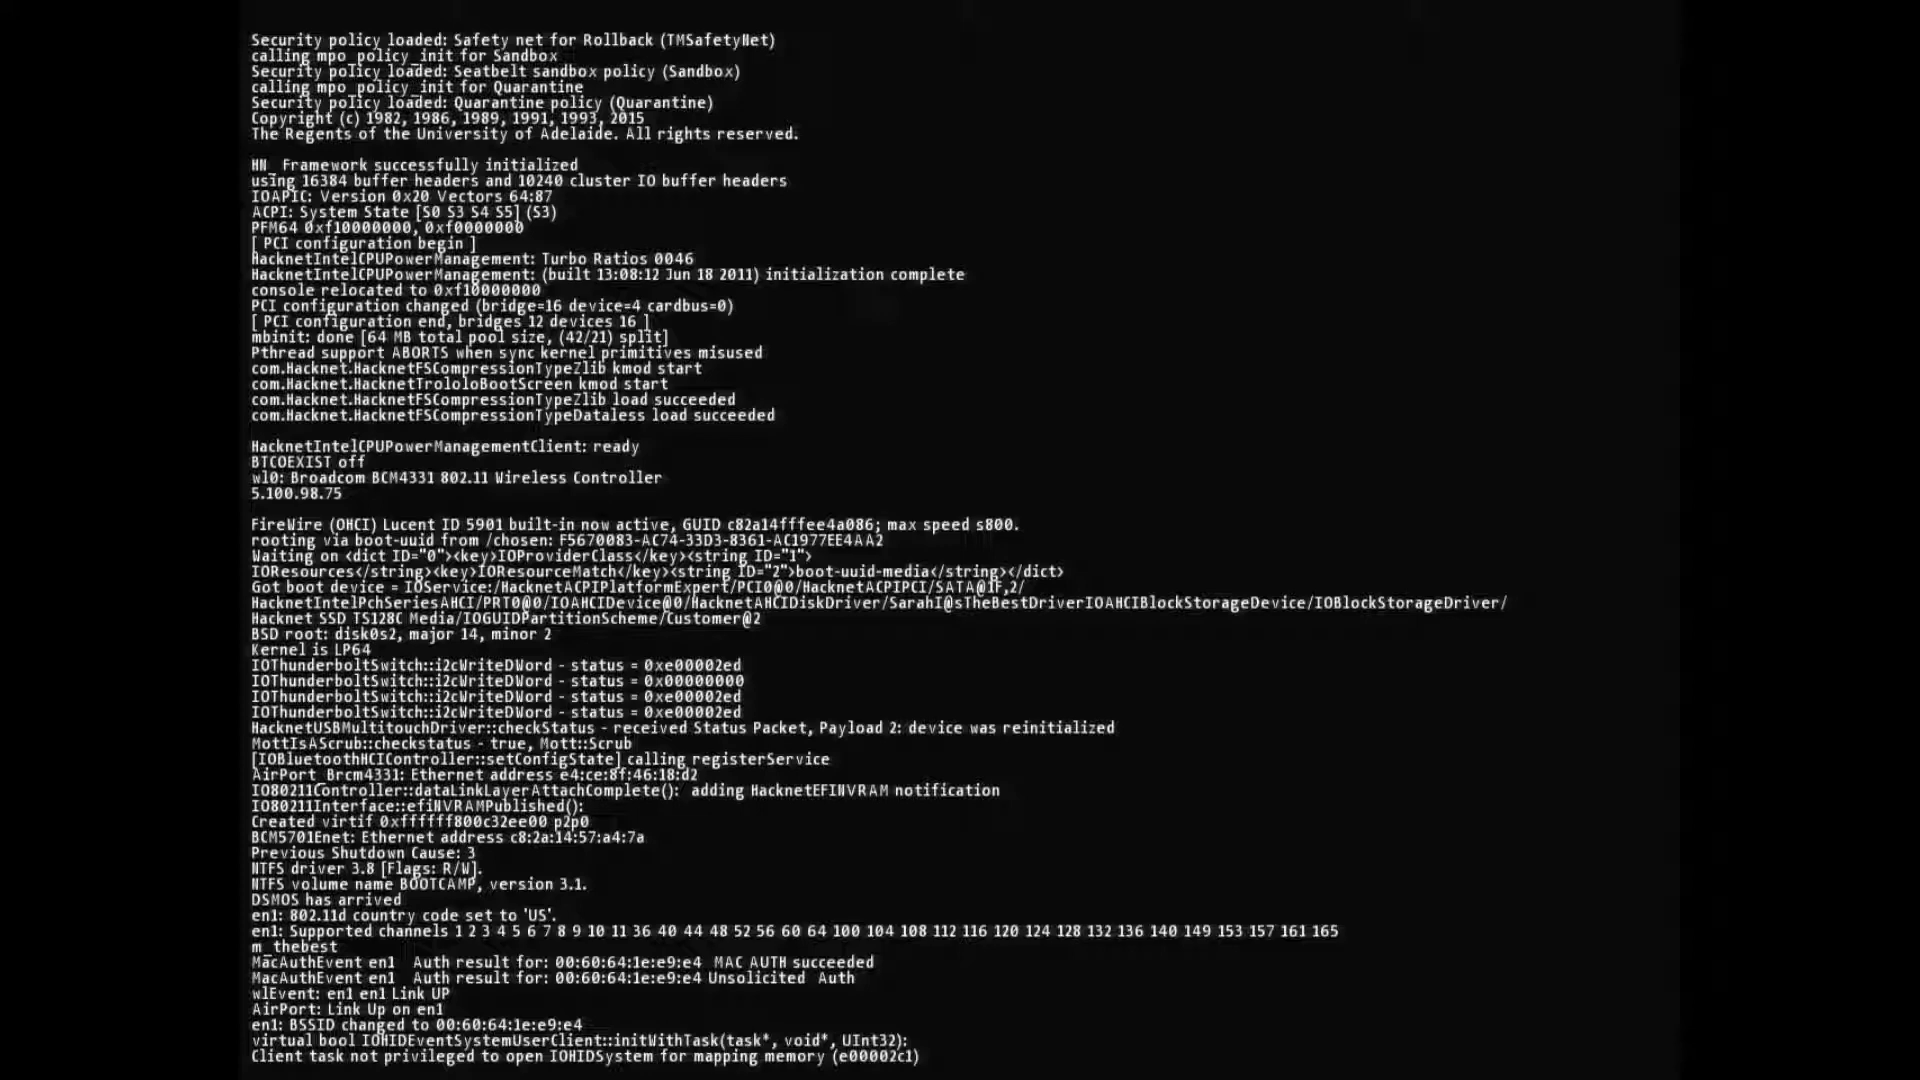 Security policy loaded: Safety net for Rollback (TMSafetyNet)
calling mpo_policy_init for Sandbox
Security policy loaded: Seatbelt sandbox policy (Sandbox)
calling mpo_policy_init for Quarantine
Security policy loaded: Quarantine policy (Quarantine)
Copyright (c) 1982, 1986, 1989, 1991, 1993, 2015
The Regents of the University of Adelaide. All rights reserved.
HN_ Framework successfully initialized
using 16384 buffer headers and 10240 cluster IO buffer headers
IOAPIC: Version 0x20 Vectors 64:87
ACPI: System State [S0 S3 S4 S5] (S3)
PFM64 0xf10000000, 0xf0000000
[ PCI configuration begin ]
HacknetIntelCPUPowerManagement: Turbo Ratios 0046
HacknetIntelCPUPowerManagement: (built 13:08:12 Jun 18 2011) initialization complete
console relocated to 0xf10000000
PCI configuration changed (bridge=16 device=4 cardbus=0)
[ PCI configuration end, bridges 12 devices 16 ]
mbinit: done [64 MB total pool size, (42/21) split]
Pthread support ABORTS when sync kernel primitives misused
com.Hacknet.HacknetFSCompressionTypeZlib kmod start
com.Hacknet.HacknetTrololoBootScreen kmod start
com.Hacknet.HacknetFSCompressionTypeZlib load succeeded
com.Hacknet.HacknetFSCompressionTypeDataless load succeeded
HacknetIntelCPUPowerManagementClient: ready
BTCOEXIST off
wl0: Broadcom BCM4331 802.11 Wireless Controller
5.100.98.75
FireWire (OHCI) Lucent ID 5901 built-in now active, GUID c82a14fffee4a086; max speed s800.
rooting via boot-uuid from /chosen: F5670083-AC74-33D3-8361-AC1977EE4AA2
Waiting on <dict ID="0"><key>IOProviderClass</key><string ID="1">
IOResources</string><key>IOResourceMatch</key><string ID="2">boot-uuid-media</string></dict>
Got boot device = IOService:/HacknetACPIPlatformExpert/PCI0@0/HacknetACPIPCI/SATA@1F,2/
HacknetIntelPchSeriesAHCI/PRT0@0/IOAHCIDevice@0/HacknetAHCIDiskDriver/SarahI@sTheBestDriverIOAHCIBlockStorageDevice/IOBlockStorageDriver/
Hacknet SSD TS128C Media/IOGUIDPartitionScheme/Customer@2
BSD root: disk0s2, major 14, minor 2
Kernel is LP64
IOThunderboltSwitch::i2cWriteDWord - status = 0xe00002ed
IOThunderboltSwitch::i2cWriteDWord - status = 0x00000000
IOThunderboltSwitch::i2cWriteDWord - status = 0xe00002ed
IOThunderboltSwitch::i2cWriteDWord - status = 0xe00002ed
HacknetUSBMultitouchDriver::checkStatus - received Status Packet, Payload 2: device was reinitialized
MottIsAScrub::checkstatus - true, Mott::Scrub
[IOBluetoothHCIController::setConfigState] calling registerService
AirPort_Brcm4331: Ethernet address e4:ce:8f:46:18:d2
IO80211Controller::dataLinkLayerAttachComplete():  adding HacknetEFINVRAM notification
IO80211Interface::efiNVRAMPublished():
Created virtif 0xffffff800c32ee00 p2p0
BCM5701Enet: Ethernet address c8:2a:14:57:a4:7a
Previous Shutdown Cause: 3
NTFS driver 3.8 [Flags: R/W].
NTFS volume name BOOTCAMP, version 3.1.
DSMOS has arrived
en1: 802.11d country code set to 'US'.
en1: Supported channels 1 2 3 4 5 6 7 8 9 10 11 36 40 44 48 52 56 60 64 100 104 108 112 116 120 124 128 132 136 140 149 153 157 161 165
m_thebest
MacAuthEvent en1  Auth result for: 00:60:64:1e:e9:e4  MAC AUTH succeeded
MacAuthEvent en1  Auth result for: 00:60:64:1e:e9:e4 Unsolicited  Auth
wlEvent: en1 en1 Link UP
AirPort: Link Up on en1
en1: BSSID changed to 00:60:64:1e:e9:e4
virtual bool IOHIDEventSystemUserClient::initWithTask(task*, void*, UInt32):
Client task not privileged to open IOHIDSystem for mapping memory (e00002c1)